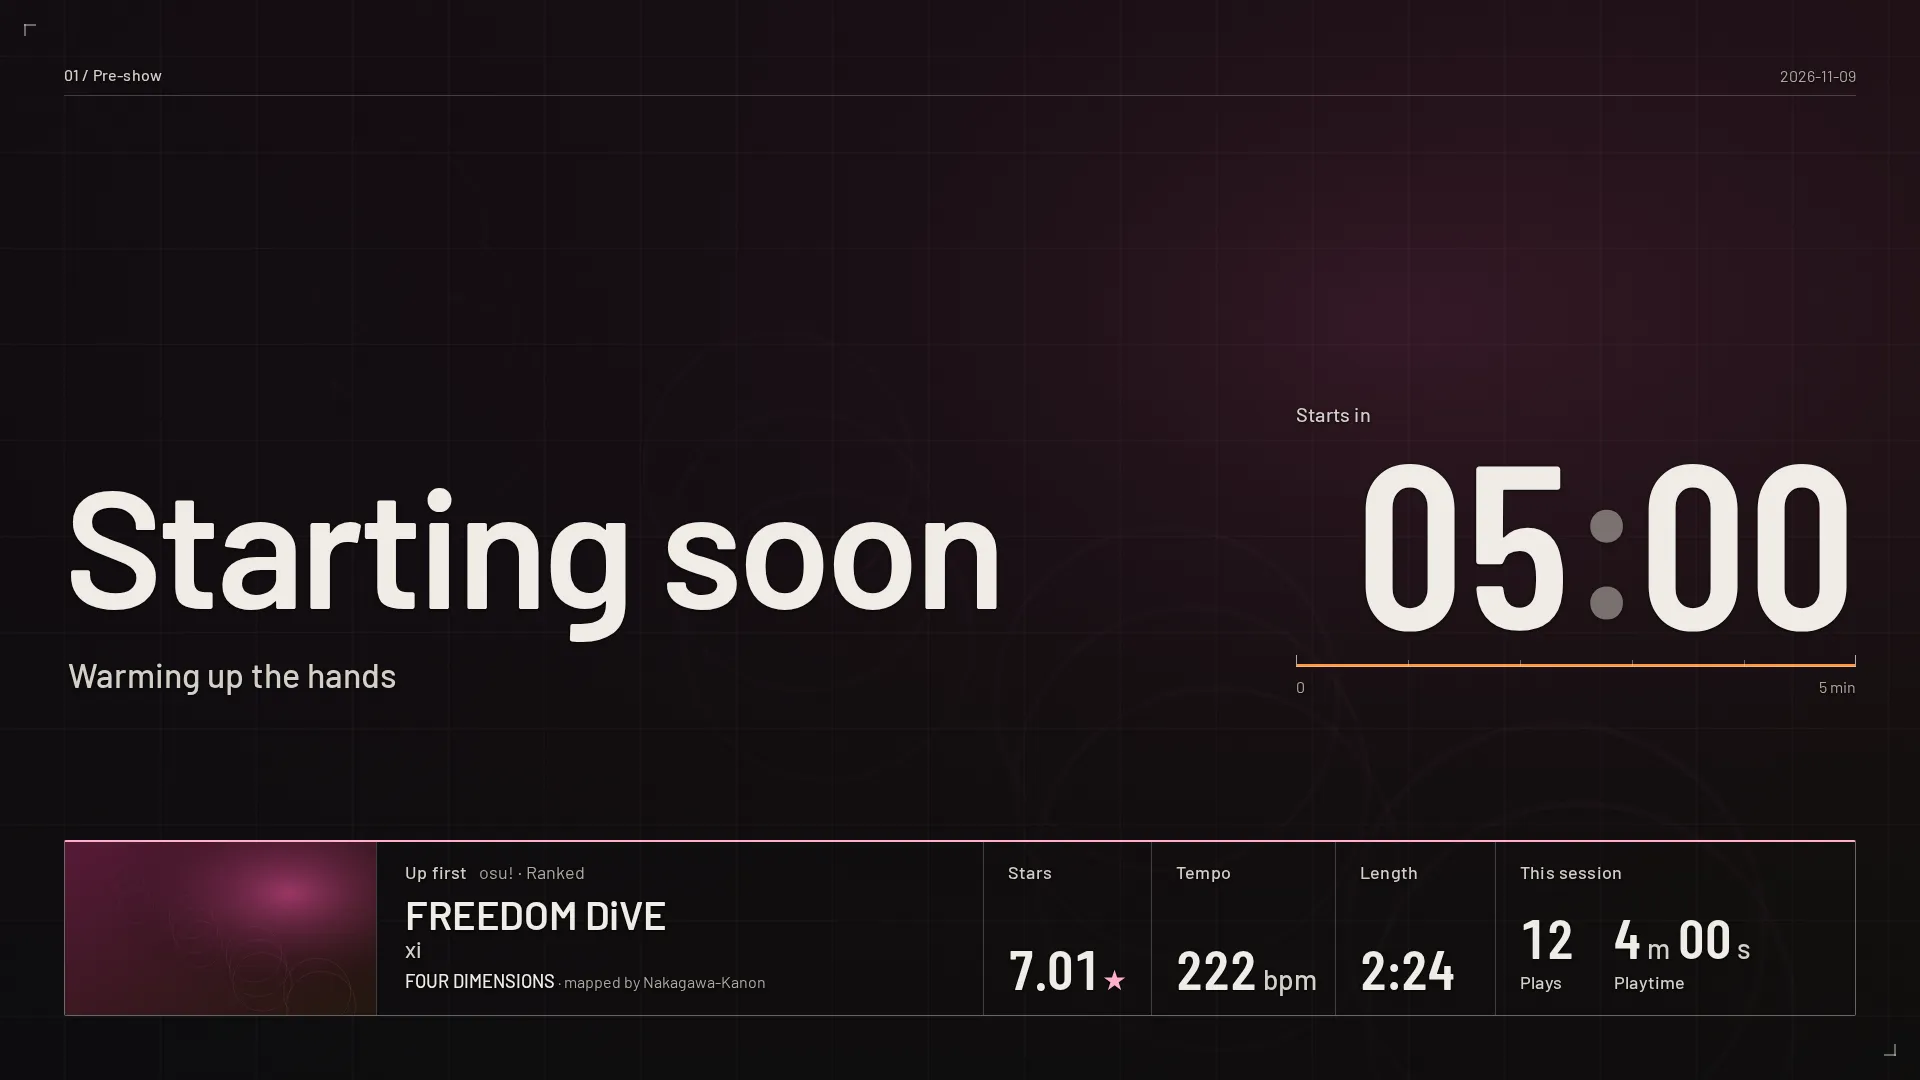 01 / Pre-show
2026-11-09
Starts in
05:00
Starting soon
Warming up the hands
0
5 min
Up first osu! · Ranked
FREEDOM DiVE
xi
FOUR DIMENSIONS · mapped by Nakagawa-Kanon
Stars
7.01★
Tempo
222 bpm
Length
2:24
This session
12
Plays
4 m 00 s
Playtime